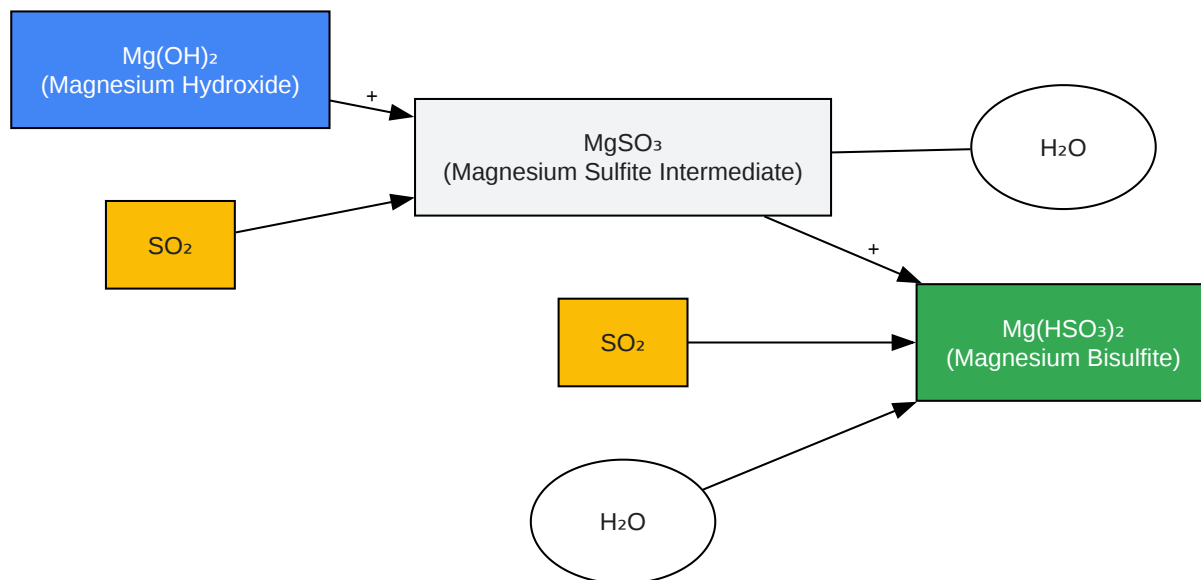 Mg(OH)₂
(Magnesium Hydroxide)
+
MgSO₃
(Magnesium Sulfite Intermediate)
H₂O
SO₂
+
SO₂
Mg(HSO₃)₂
(Magnesium Bisulfite)
H₂O